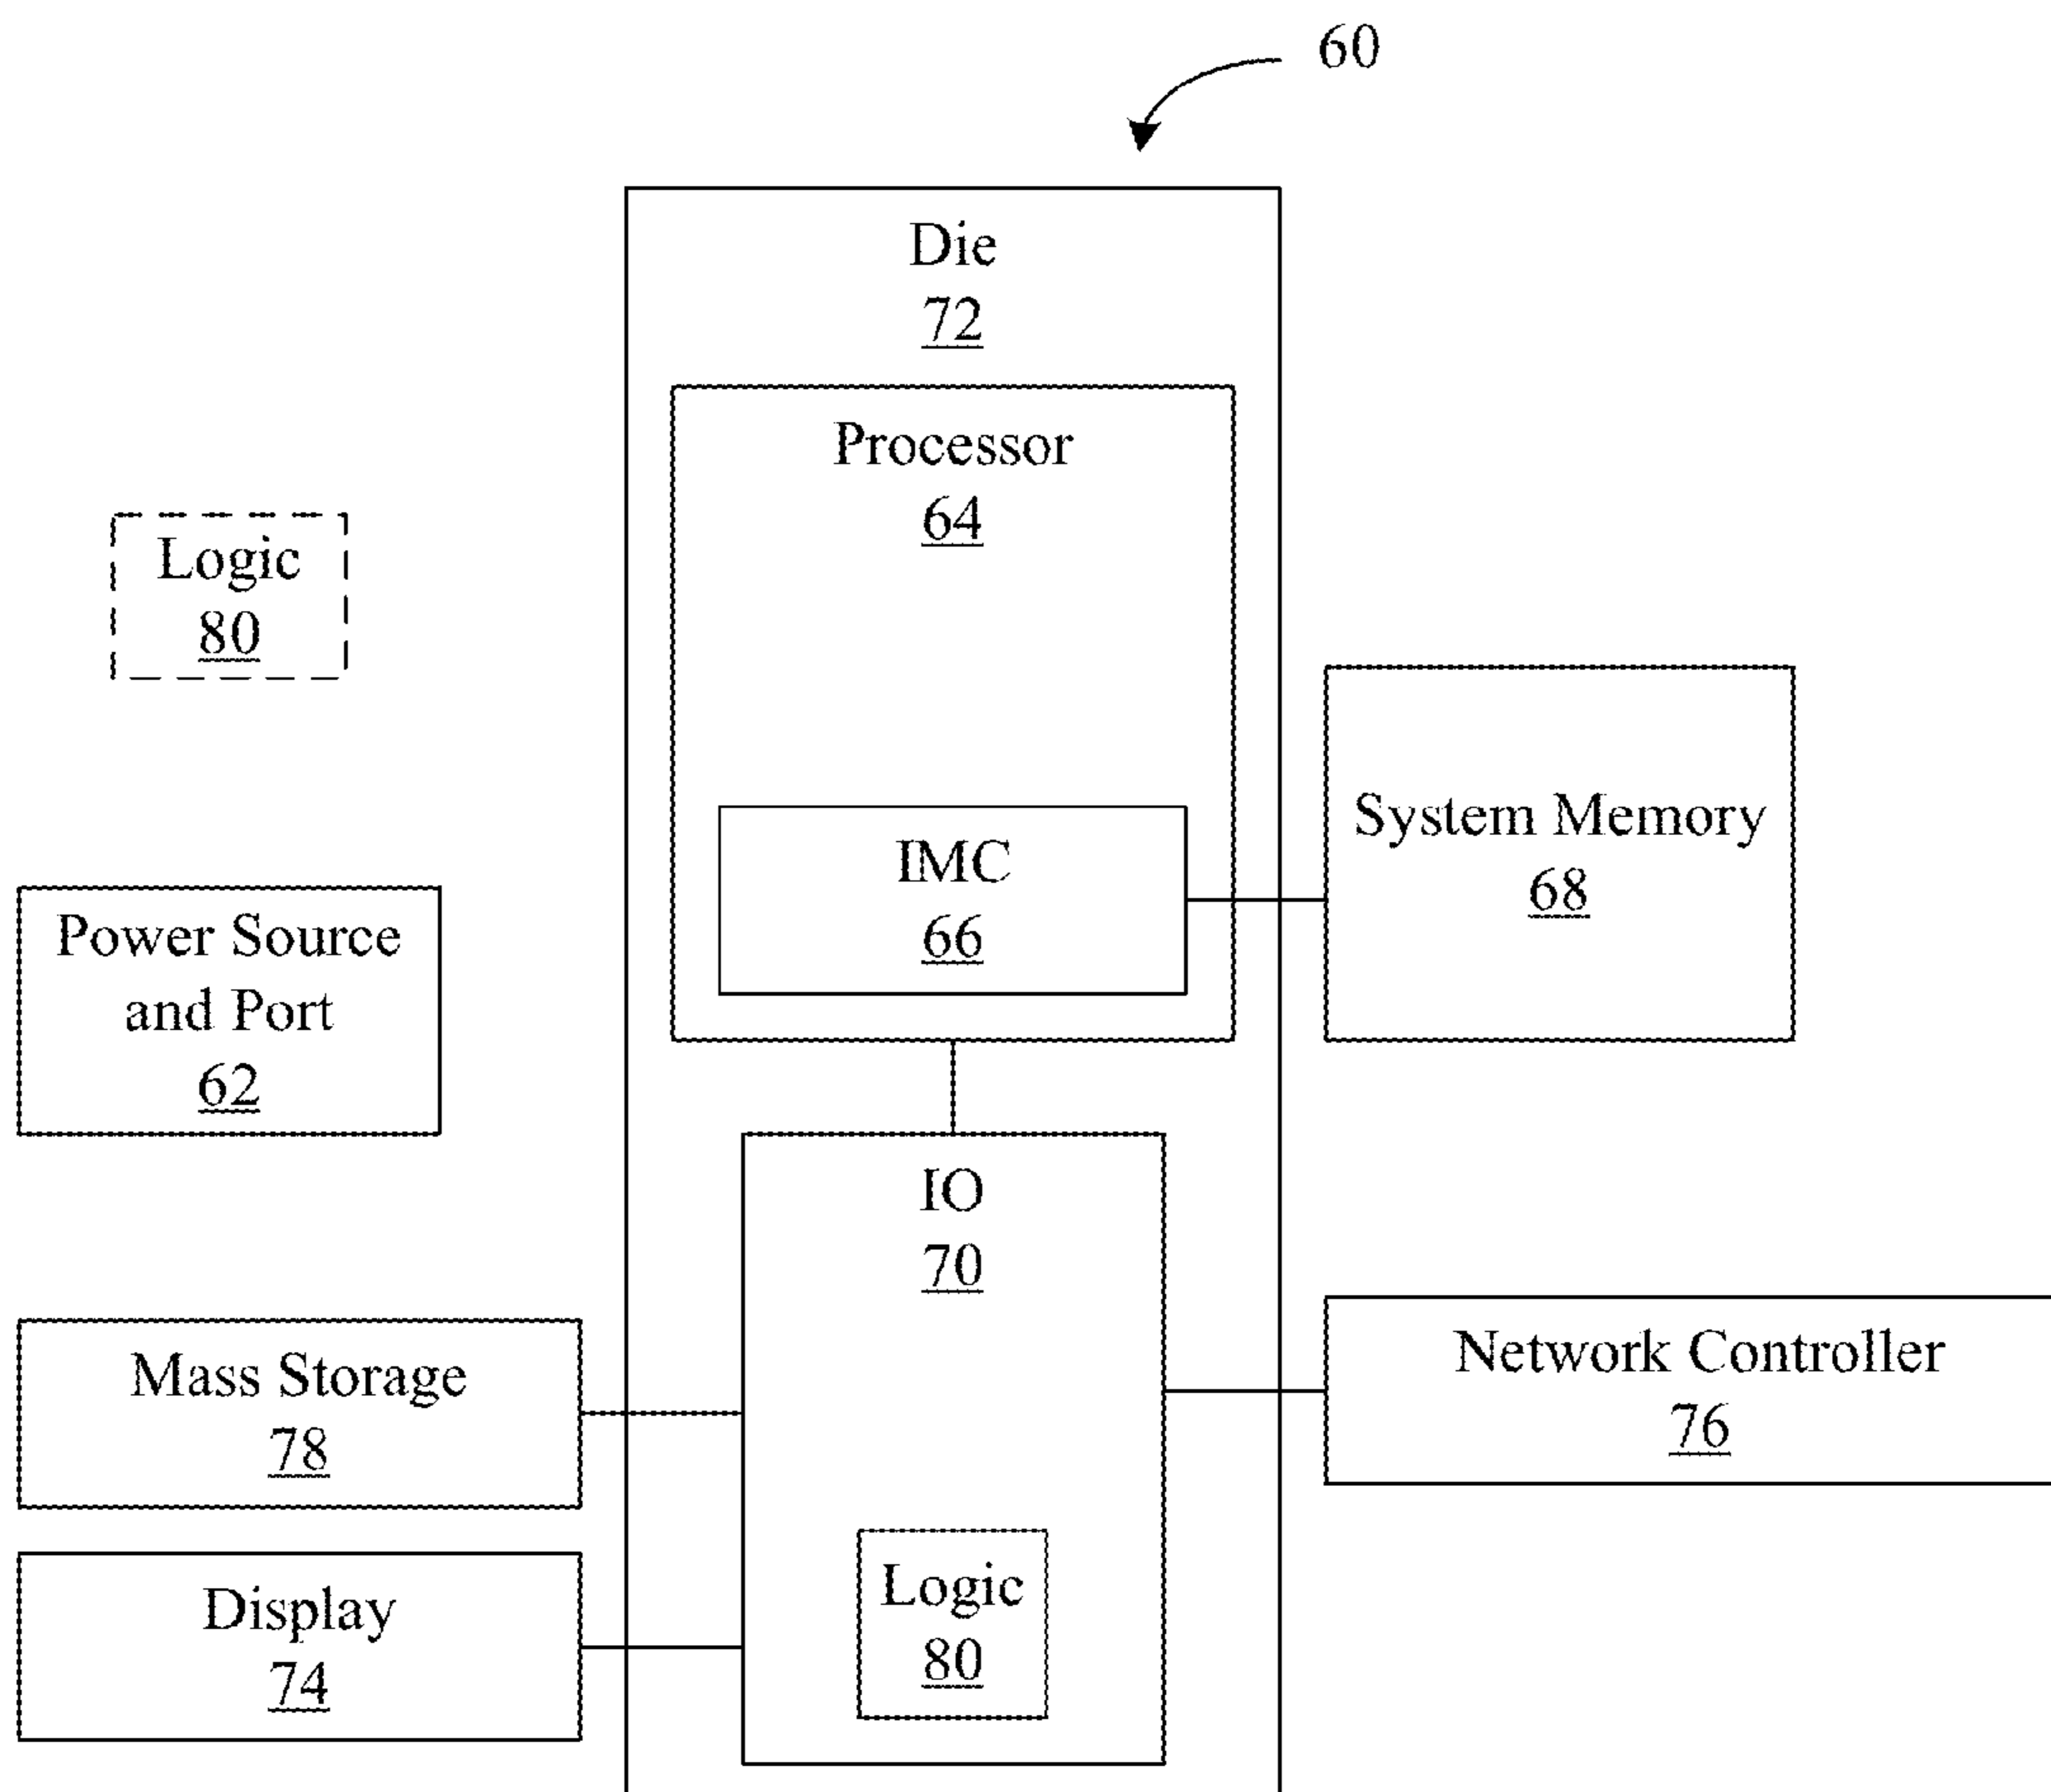 60
Die
72
Processor
64
Logic
80
System Memory
68
IMC
66
Power Source
and Port
62
IO
70
Network Controller
76
Mass Storage
78
Logic
80
Display
74